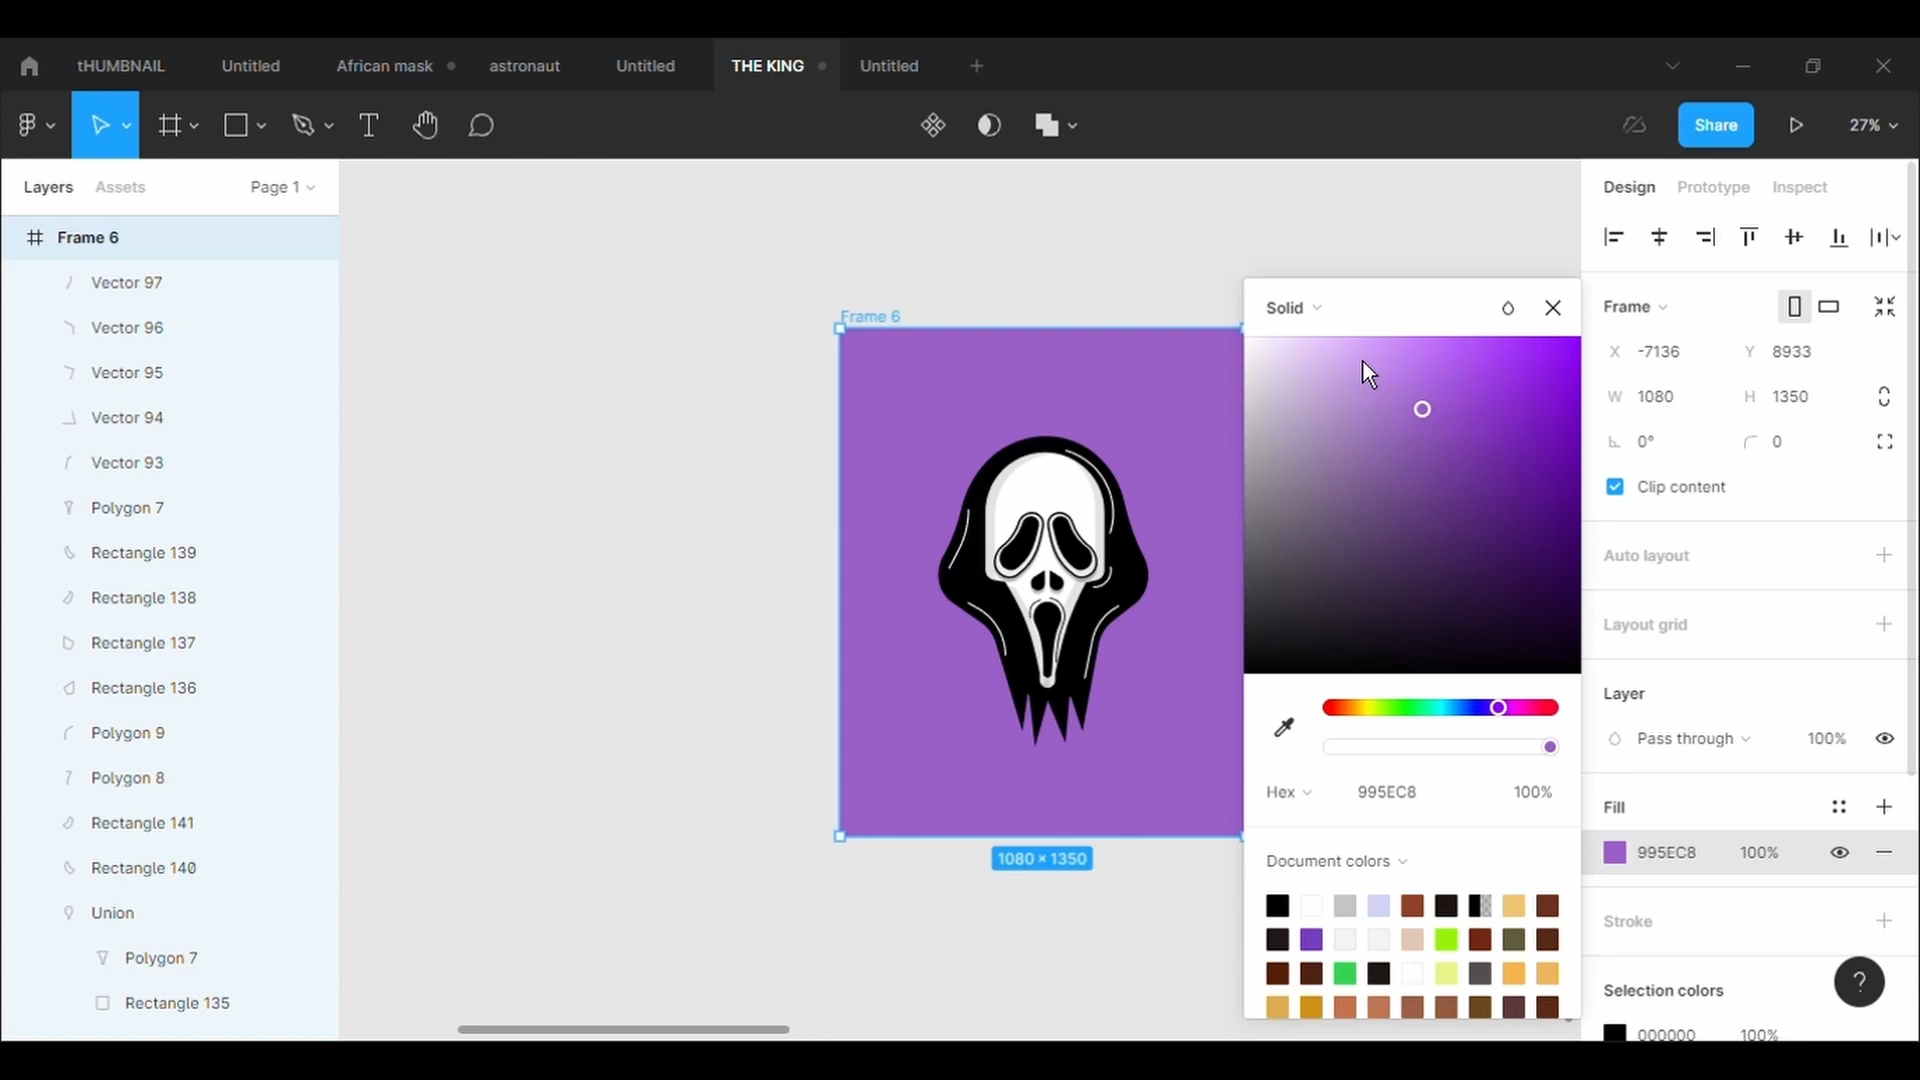 tHUMBNAIL Untitled African mask astronaut Untitled THE KING Untitled
Share 27%
Layers Assets Page 1
Frame 6
Vector 97
Vector 96
Vector 95
Vector 94
Vector 93
Polygon 7
Rectangle 139
Rectangle 138
Rectangle 137
Rectangle 136
Polygon 9
Polygon 8
Rectangle 141
Rectangle 140
Union
Polygon 7
Rectangle 135
Frame 6
1080 × 1350
Solid
Hex 995EC8 100%
Document colors
Design Prototype Inspect
Frame
X -7136 Y 8933
W 1080 H 1350
0° 0
Clip content
Auto layout
Layout grid
Layer
Pass through 100%
Fill
995EC8 100%
Stroke
Selection colors
000000 100%
?